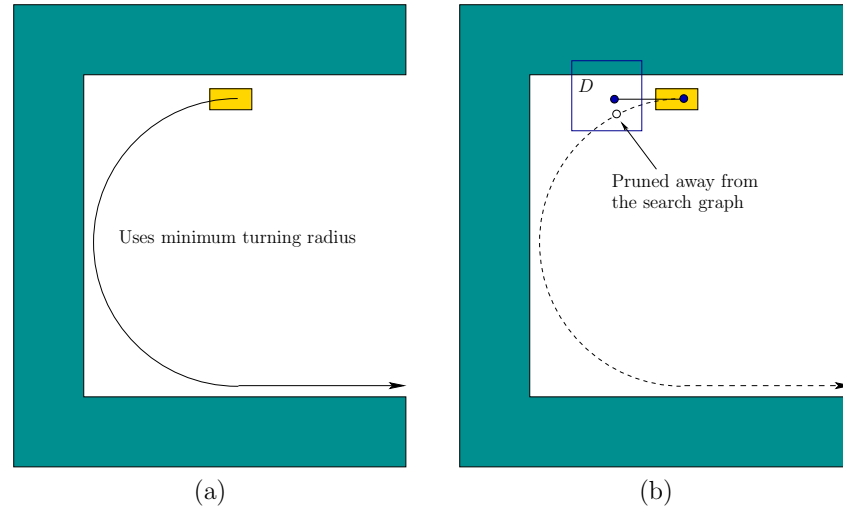 Uses minimum turning radius
D
Pruned away from
the search graph
(a)
(b)